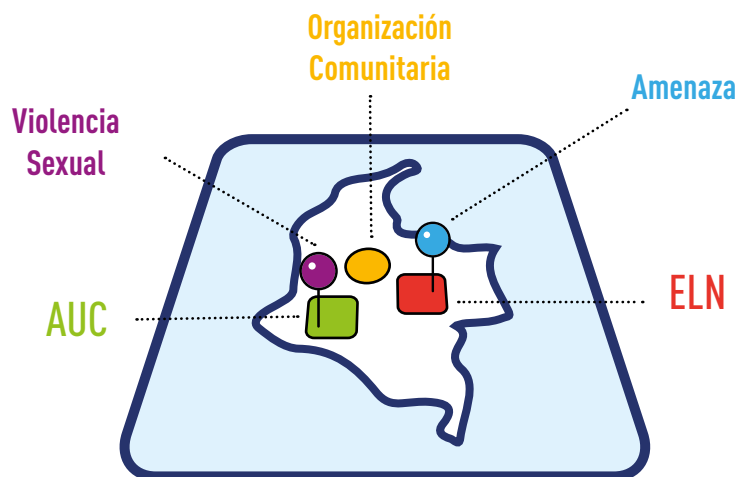 Organización
Comunitaria
Amenaza
Violencia
Sexual
AUC
ELN